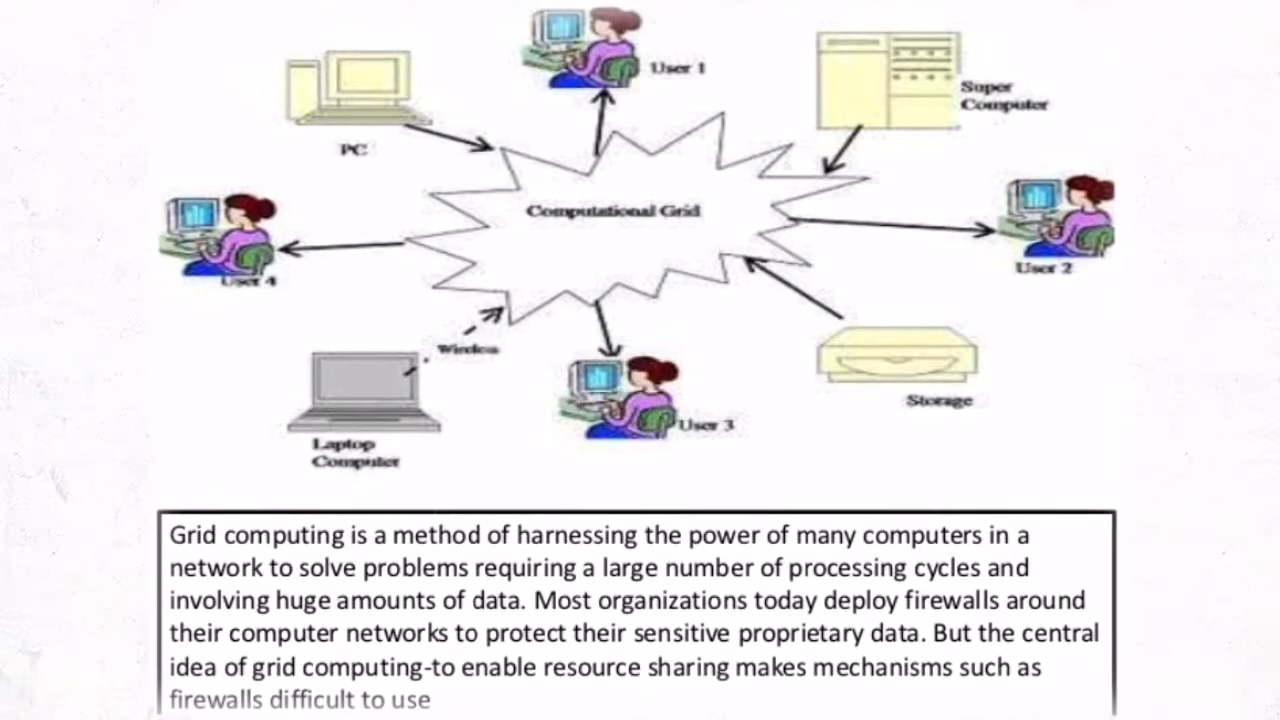 User 1
Super
Computer
PC
Computational Grid
User 4
User 2
Storage
User 3
Laptop
Computer
Grid computing is a method of harnessing the power of many computers in a
network to solve problems requiring a large number of processing cycles and
involving huge amounts of data. Most organizations today deploy firewalls around
their computer networks to protect their sensitive proprietary data. But the central
idea of grid computing-to enable resource sharing makes mechanisms such as
firewalls difficult to use